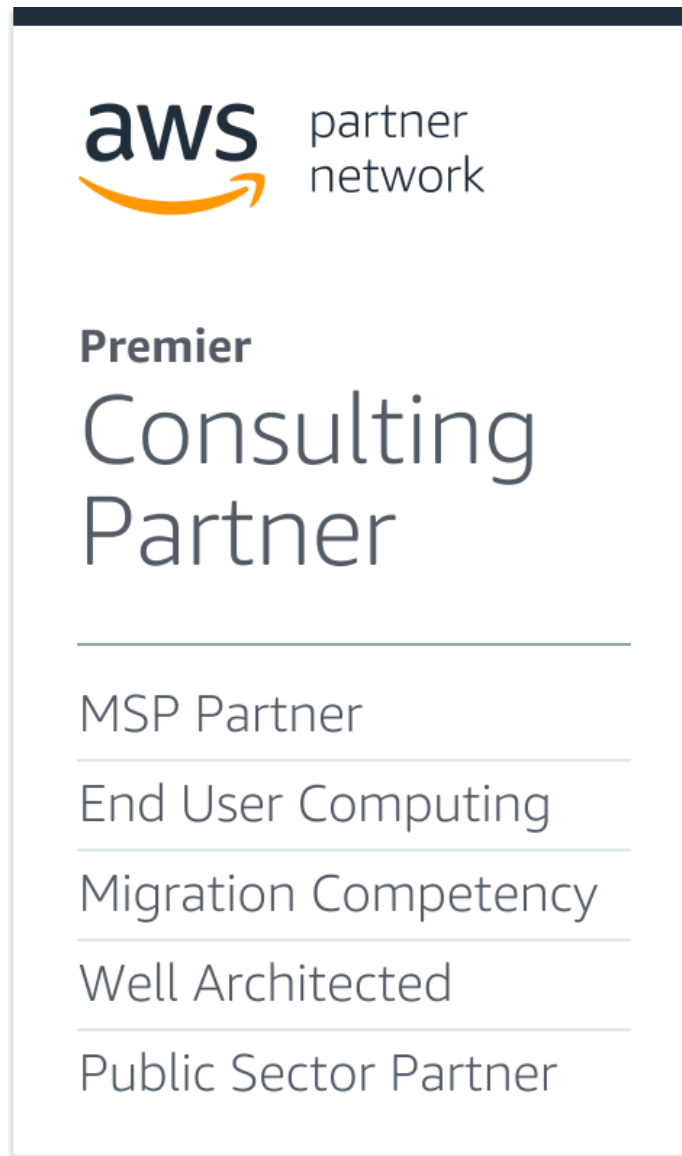 aws partner
network
Premier
Consulting
Partner
MSP Partner
End User Computing
Migration Competency
Well Architected
Public Sector Partner